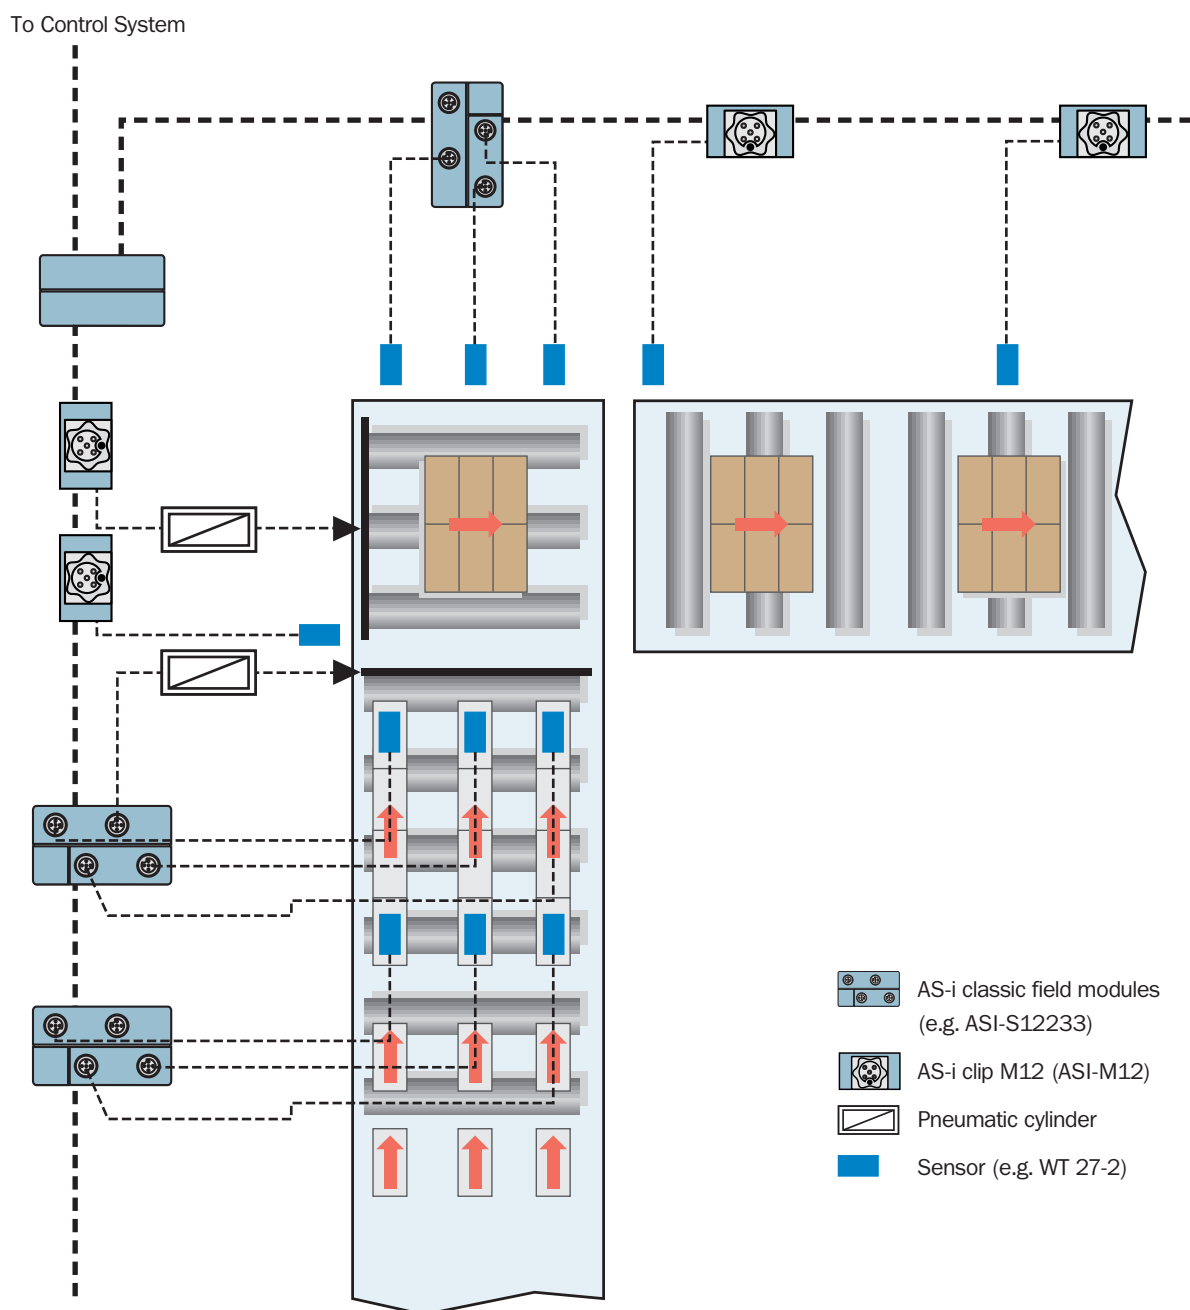 To Control System
AS-i classic field modules
(e.g. ASI-S12233)
AS-i clip M12 (ASI-M12)
Pneumatic cylinder
Sensor (e.g. WT 27-2)